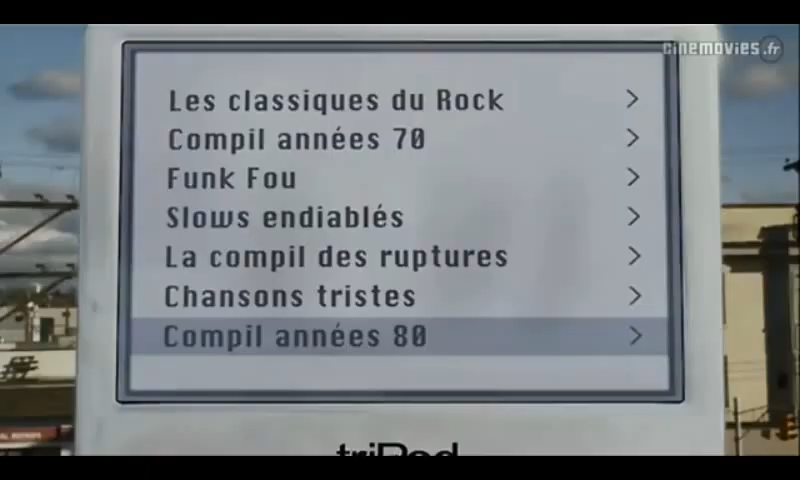 cinemovies.fr
Les classiques du Rock >
Compil années 70 >
Funk Fou >
Slows endiablés >
La compil des ruptures >
Chansons tristes >
Compil années 80 >
triPod